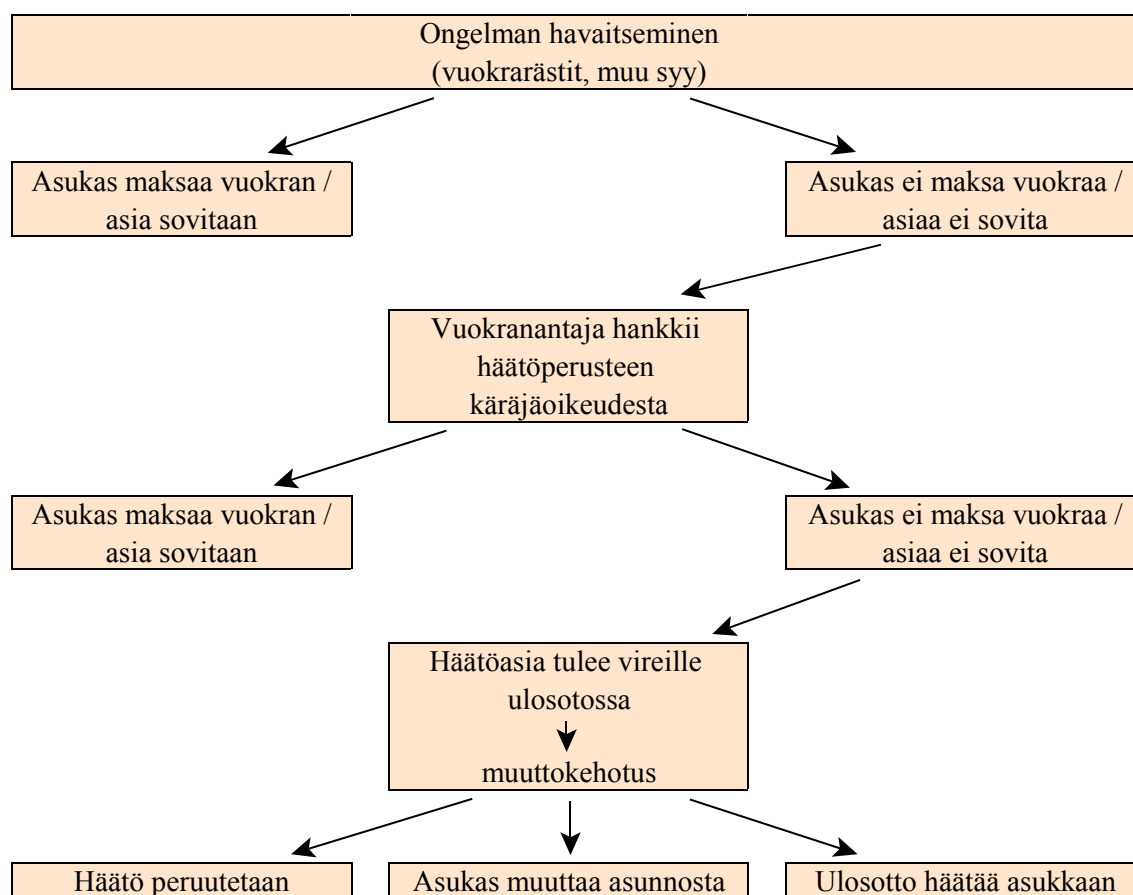 Ongelman havaitseminen
(vuokrarästit, muu syy)
Asukas maksaa vuokran /
asia sovitaan
Asukas ei maksa vuokraa /
asiaa ei sovita
Vuokranantaja hankkii
häätöperusteen
käräjäoikeudesta
Asukas maksaa vuokran /
asia sovitaan
Asukas ei maksa vuokraa /
asiaa ei sovita
Häätöasia tulee vireille
ulosotossa
muuttokehotus
Häätö peruutetaan
Asukas muuttaa asunnosta
Ulosotto häätää asukkaan